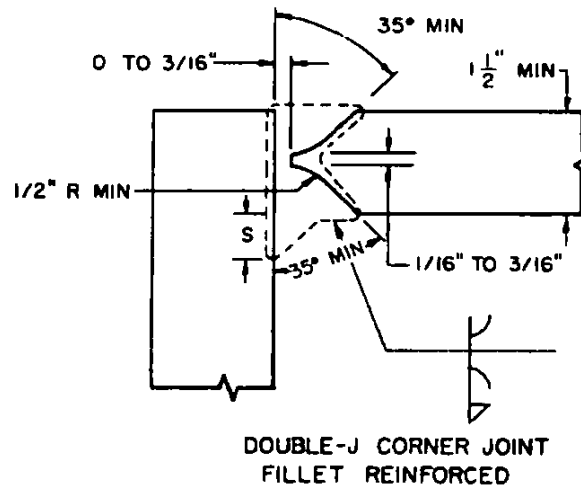 35° MIN
0 TO 3/16"
1 1/2" MIN
1/2" R MIN
S
35° MIN
1/16" TO 3/16"
DOUBLE-J CORNER JOINT
FILLET REINFORCED